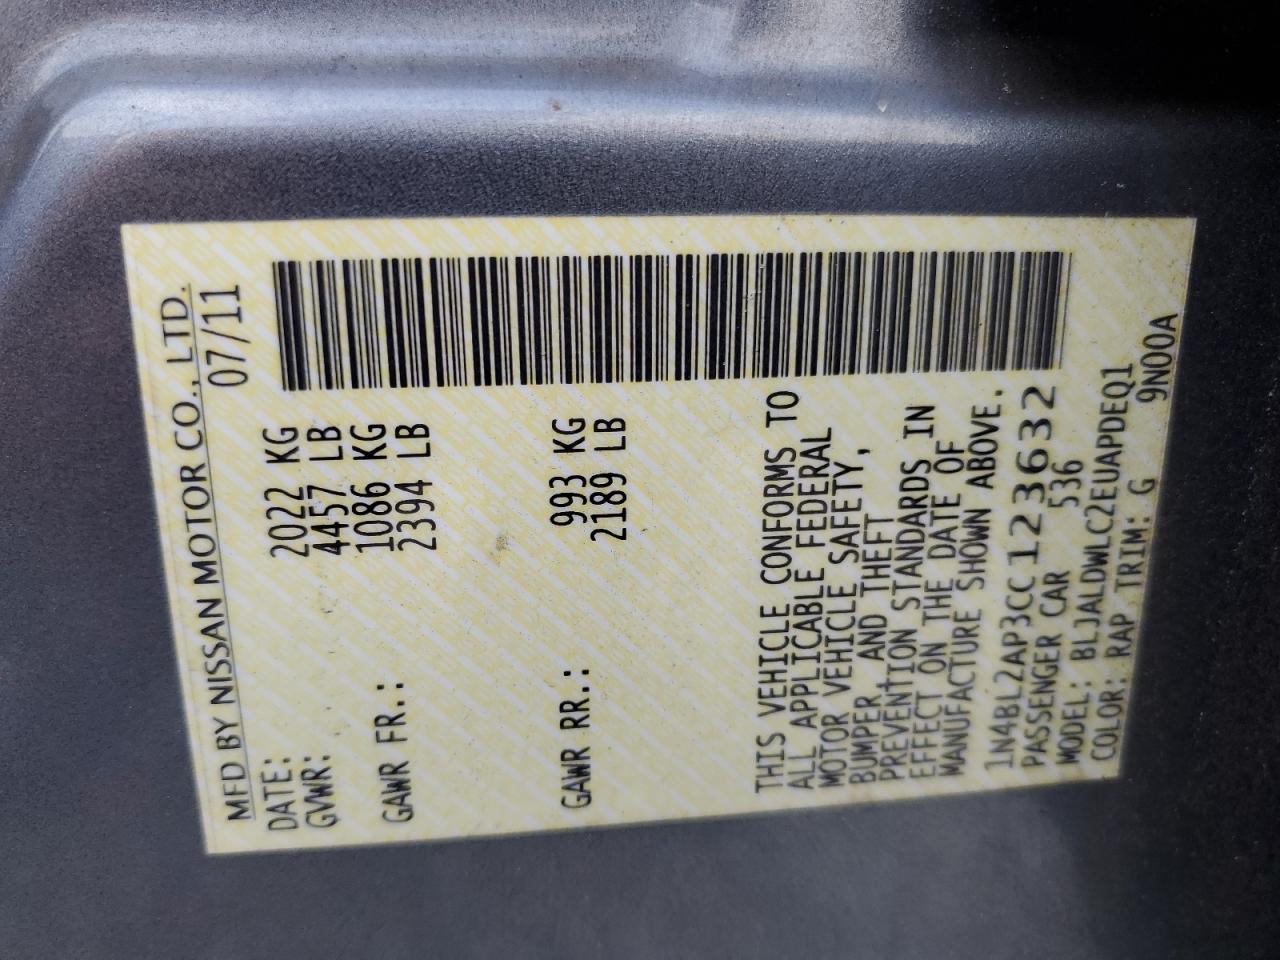 MFD BY NISSAN MOTOR CO., LTD.
DATE: 07/11
GVWR: 2022 KG
4457 LB
GAWR FR.: 1086 KG
2394 LB
GAWR RR.: 993 KG
2189 LB
THIS VEHICLE CONFORMS TO
ALL APPLICABLE FEDERAL
MOTOR VEHICLE SAFETY,
BUMPER AND THEFT
PREVENTION STANDARDS IN
EFFECT ON THE DATE OF
MANUFACTURE SHOWN ABOVE.
1N4BL2AP3CC123632
PASSENGER CAR 536
MODEL: BLJALDWLC2EUAPDEQ1
COLOR: RAP TRIM: G 9N00A